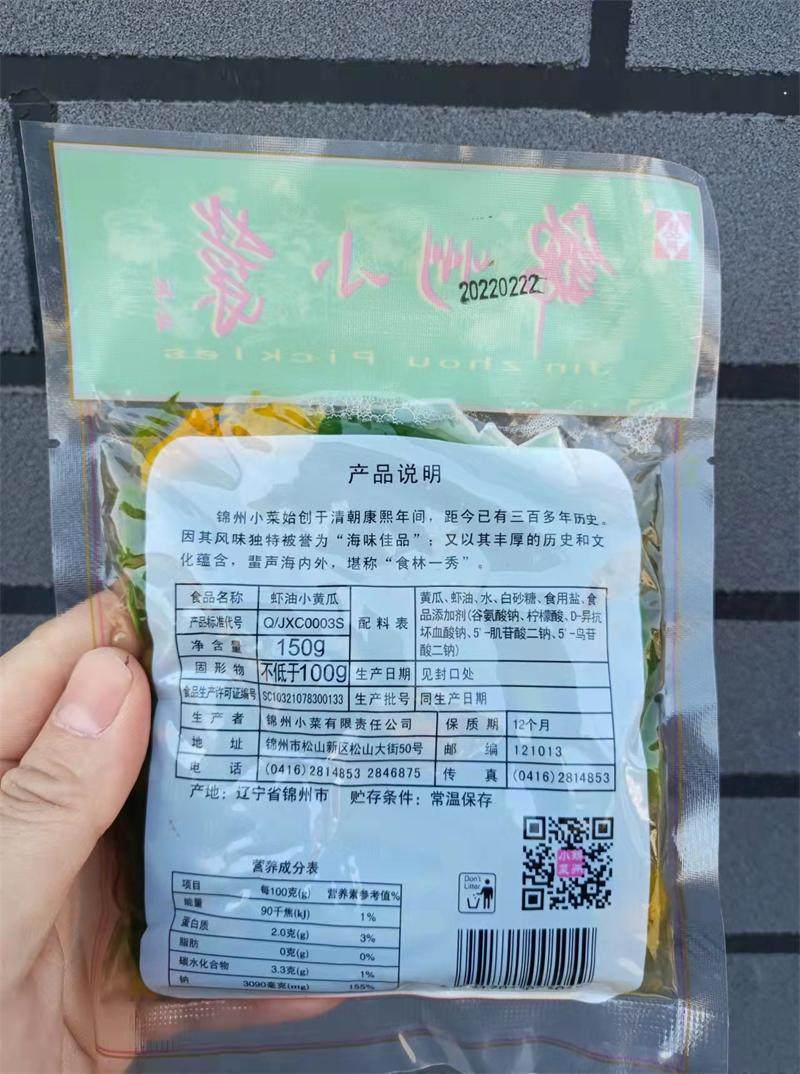 锦州小菜
20220222
Jin zhou Pickles
产品说明
锦州小菜始创于清朝康熙年间，距今已有三百多年历史。
因其风味独特被誉为“海味佳品”；又以其丰厚的历史和文
化蕴含，蜚声海内外，堪称“食林一秀”。
食品名称 虾油小黄瓜
产品标准代号 Q/JXC0003S
净含量 150g
固形物 不低于100g
食品生产许可证编号 SC10321078300133
配料表
黄瓜、虾油、水、白砂糖、食用盐、食
品添加剂（谷氨酸钠、柠檬酸、D-异抗
坏血酸钠、5'-肌苷酸二钠、5'-鸟苷
酸二钠）
生产日期 见封口处
生产批号 同生产日期
生产者 锦州小菜有限责任公司 保质期 12个月
地址 锦州市松山新区松山大街50号 邮编 121013
电话 (0416)2814853 2846875 传真 (0416)2814853
产地：辽宁省锦州市 贮存条件：常温保存
营养成分表
项目 每100克(g) 营养素参考值%
能量 90千焦(kJ) 1%
蛋白质 2.0克(g) 3%
脂肪 0克(g) 0%
碳水化合物 3.3克(g) 1%
钠 3090毫克(mg) 155%
Don't
Litter